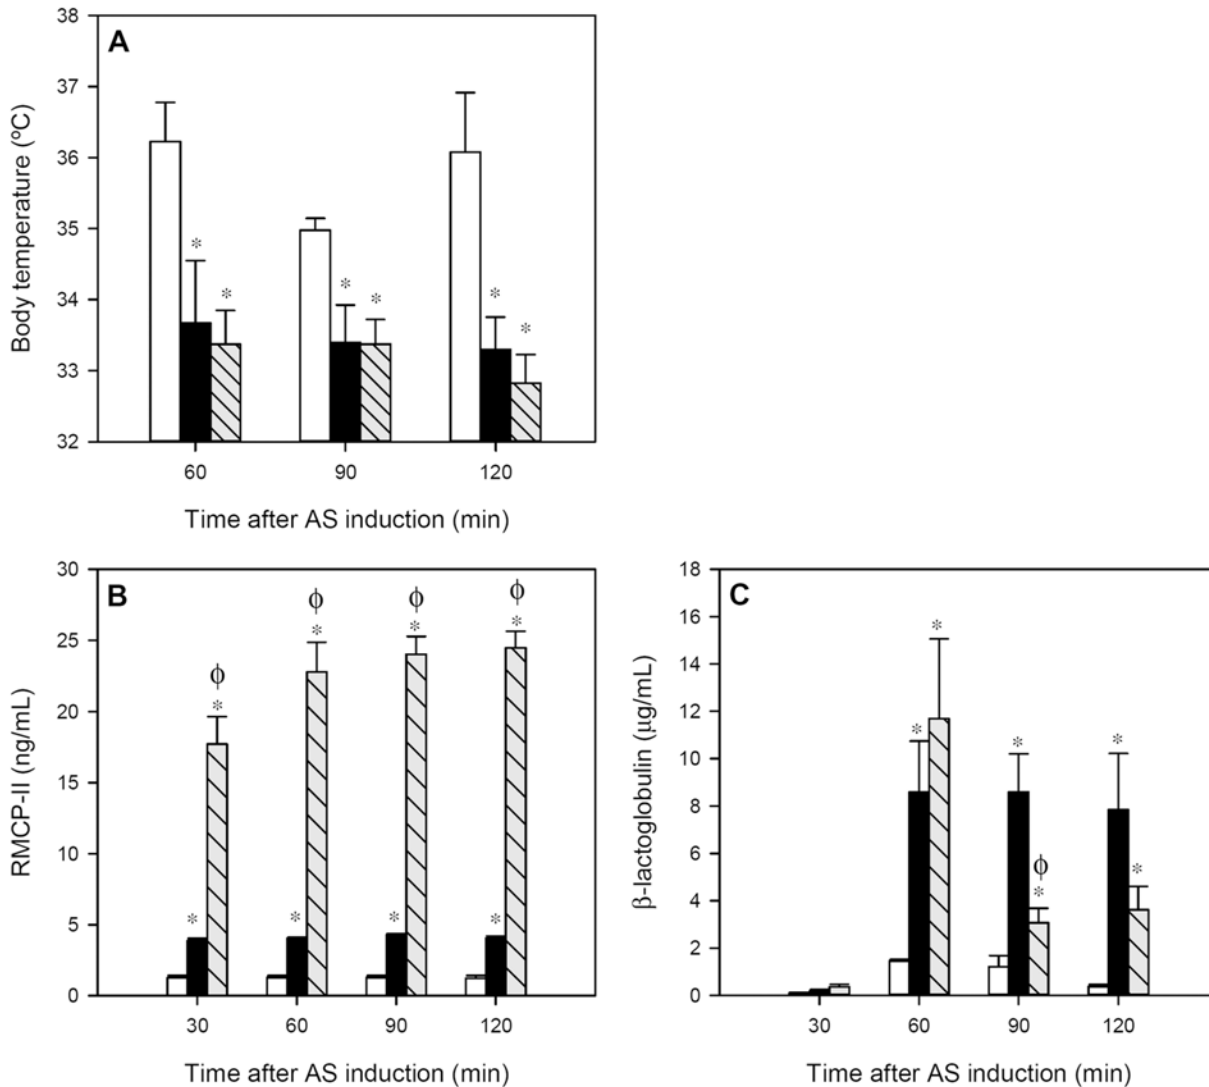 A
38
37
36
35
34
33
32
Body temperature (ºC)
* * * * * *
60 90 120
Time after AS induction (min)
B
30
25
20
15
10
5
0
RMCP-II (ng/mL)
ϕ ϕ ϕ ϕ
* * * *
* * * *
30 60 90 120
Time after AS induction (min)
C
18
16
14
12
10
8
6
4
2
0
β-lactoglobulin (µg/mL)
* * * *
ϕ
* *
30 60 90 120
Time after AS induction (min)